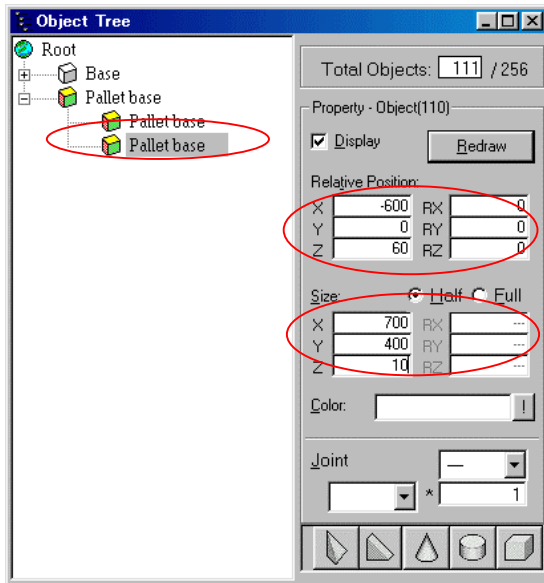 Object Tree
Root
Base
Pallet base
Pallet base
Pallet base
Total Objects: 111 / 256
Property - Object(110)
Display
Redraw
Relative Position:
X -600 RX 0
Y 0 RY 0
Z 60 RZ 0
Size: Half Full
X 700 RX ---
Y 400 RY ---
Z 10 RZ ---
Color: !
Joint —
* 1